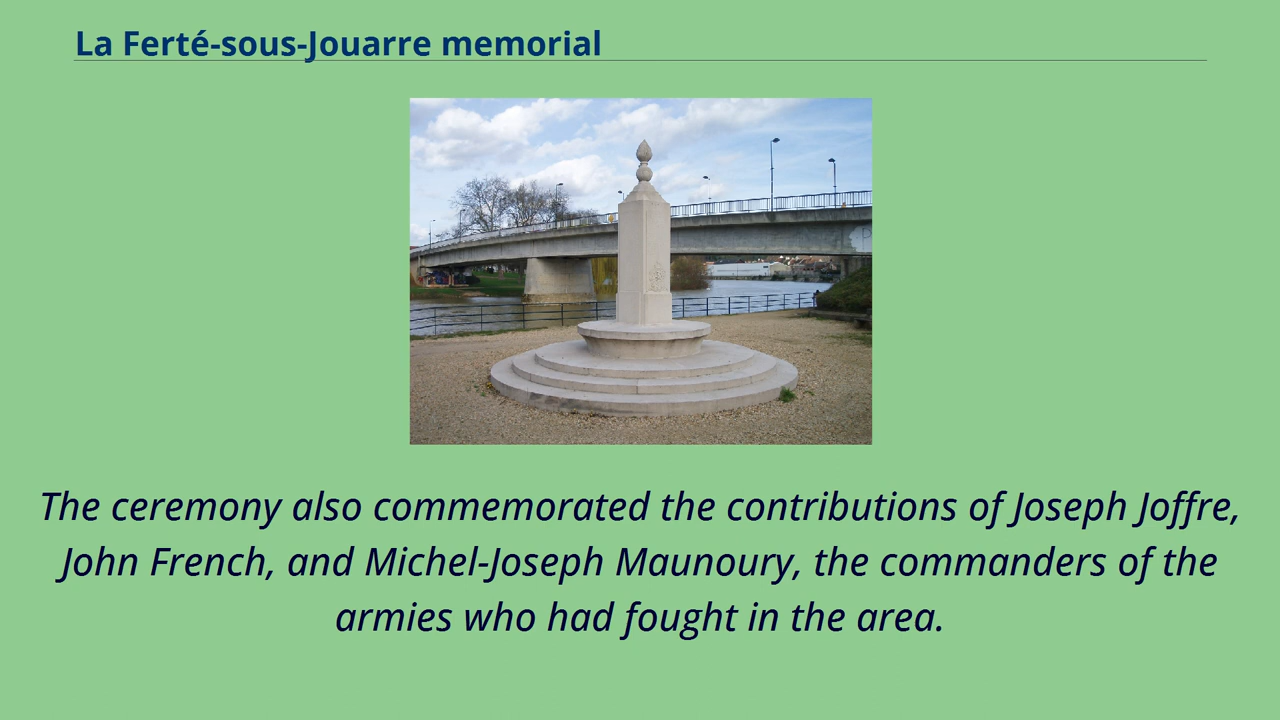 La Ferté-sous-Jouarre memorial
The ceremony also commemorated the contributions of Joseph Joffre,
John French, and Michel-Joseph Maunoury, the commanders of the
armies who had fought in the area.